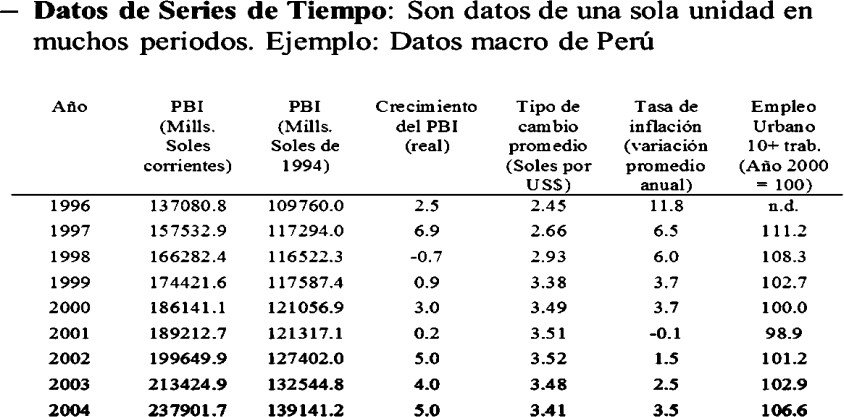 – Datos de Series de Tiempo: Son datos de una sola unidad en
muchos periodos. Ejemplo: Datos macro de Perú
Año PBI PBI Crecimiento Tipo de Tasa de Empleo
(Mills. (Mills. del PBI cambio inflación Urbano
Soles Soles de (real) promedio (variación 10+ trab.
corrientes) 1994) (Soles por promedio (Año 2000
US$) anual) = 100)
1996 137080.8 109760.0 2.5 2.45 11.8 n.d.
1997 157532.9 117294.0 6.9 2.66 6.5 111.2
1998 166282.4 116522.3 -0.7 2.93 6.0 108.3
1999 174421.6 117587.4 0.9 3.38 3.7 102.7
2000 186141.1 121056.9 3.0 3.49 3.7 100.0
2001 189212.7 121317.1 0.2 3.51 -0.1 98.9
2002 199649.9 127402.0 5.0 3.52 1.5 101.2
2003 213424.9 132544.8 4.0 3.48 2.5 102.9
2004 237901.7 139141.2 5.0 3.41 3.5 106.6